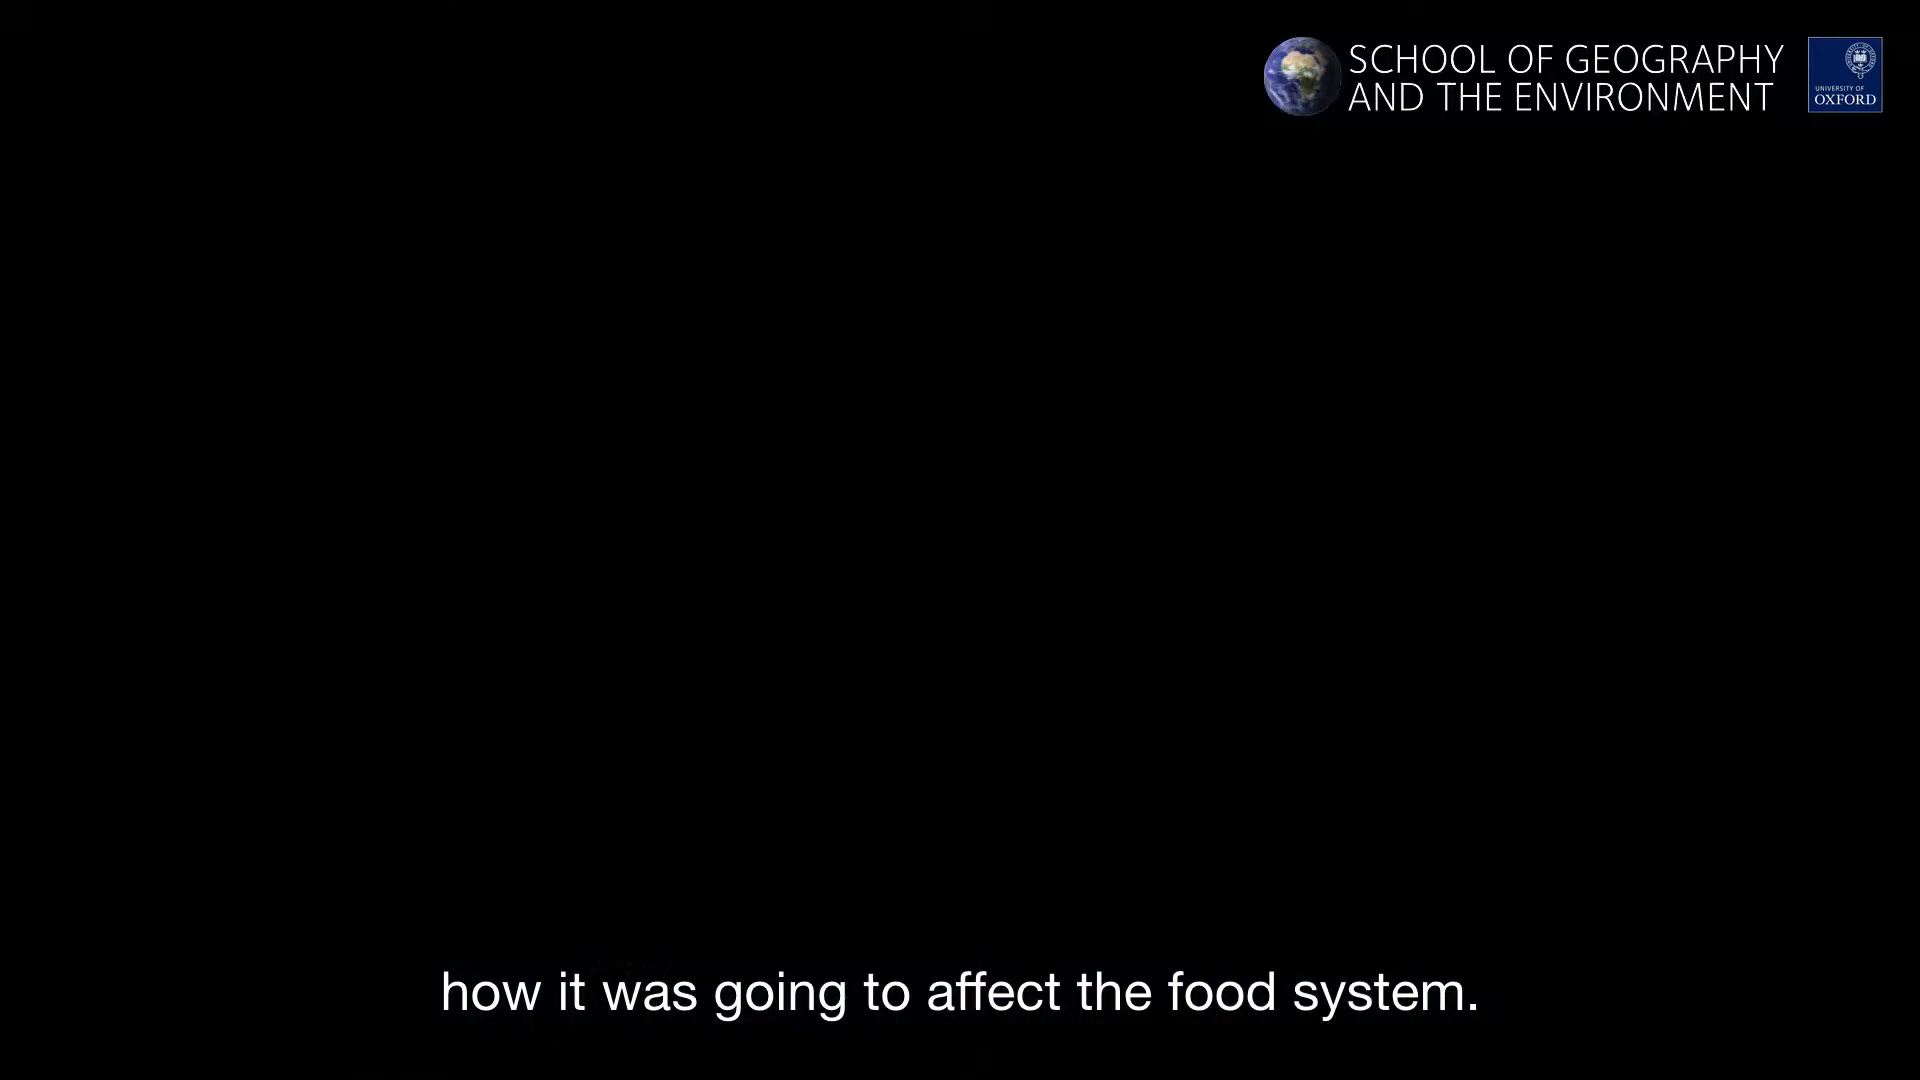 SCHOOL OF GEOGRAPHY
AND THE ENVIRONMENT
UNIVERSITY OF
OXFORD
how it was going to affect the food system.